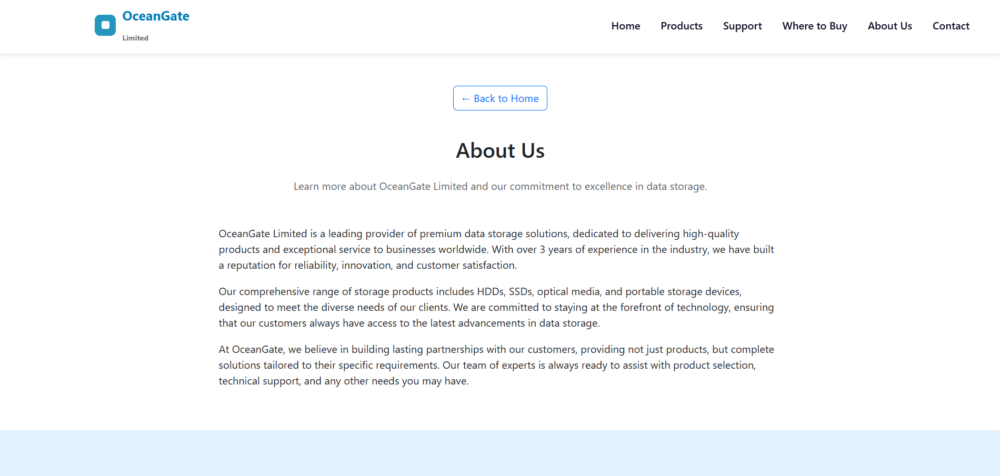 OceanGate
Limited
Home Products Support Where to Buy About Us Contact
← Back to Home
About Us
Learn more about OceanGate Limited and our commitment to excellence in data storage.
OceanGate Limited is a leading provider of premium data storage solutions, dedicated to delivering high-quality
products and exceptional service to businesses worldwide. With over 3 years of experience in the industry, we have built
a reputation for reliability, innovation, and customer satisfaction.
Our comprehensive range of storage products includes HDDs, SSDs, optical media, and portable storage devices,
designed to meet the diverse needs of our clients. We are committed to staying at the forefront of technology, ensuring
that our customers always have access to the latest advancements in data storage.
At OceanGate, we believe in building lasting partnerships with our customers, providing not just products, but complete
solutions tailored to their specific requirements. Our team of experts is always ready to assist with product selection,
technical support, and any other needs you may have.